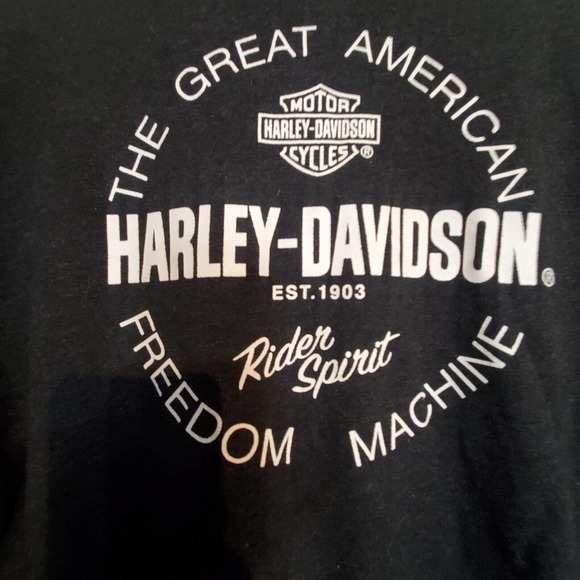 THE GREAT AMERICAN
MOTOR
HARLEY-DAVIDSON
CYCLES®
HARLEY-DAVIDSON®
EST. 1903
Rider
Spirit
FREEDOM MACHINE